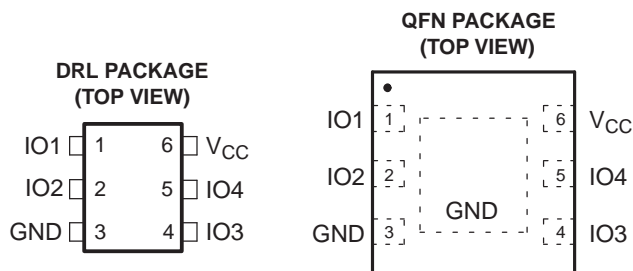 DRL PACKAGE
(TOP VIEW)
IO1 1 6 VCC
IO2 2 5 IO4
GND 3 4 IO3
QFN PACKAGE
(TOP VIEW)
IO1 1 6 VCC
IO2 2 5 IO4
GND
GND 3 4 IO3